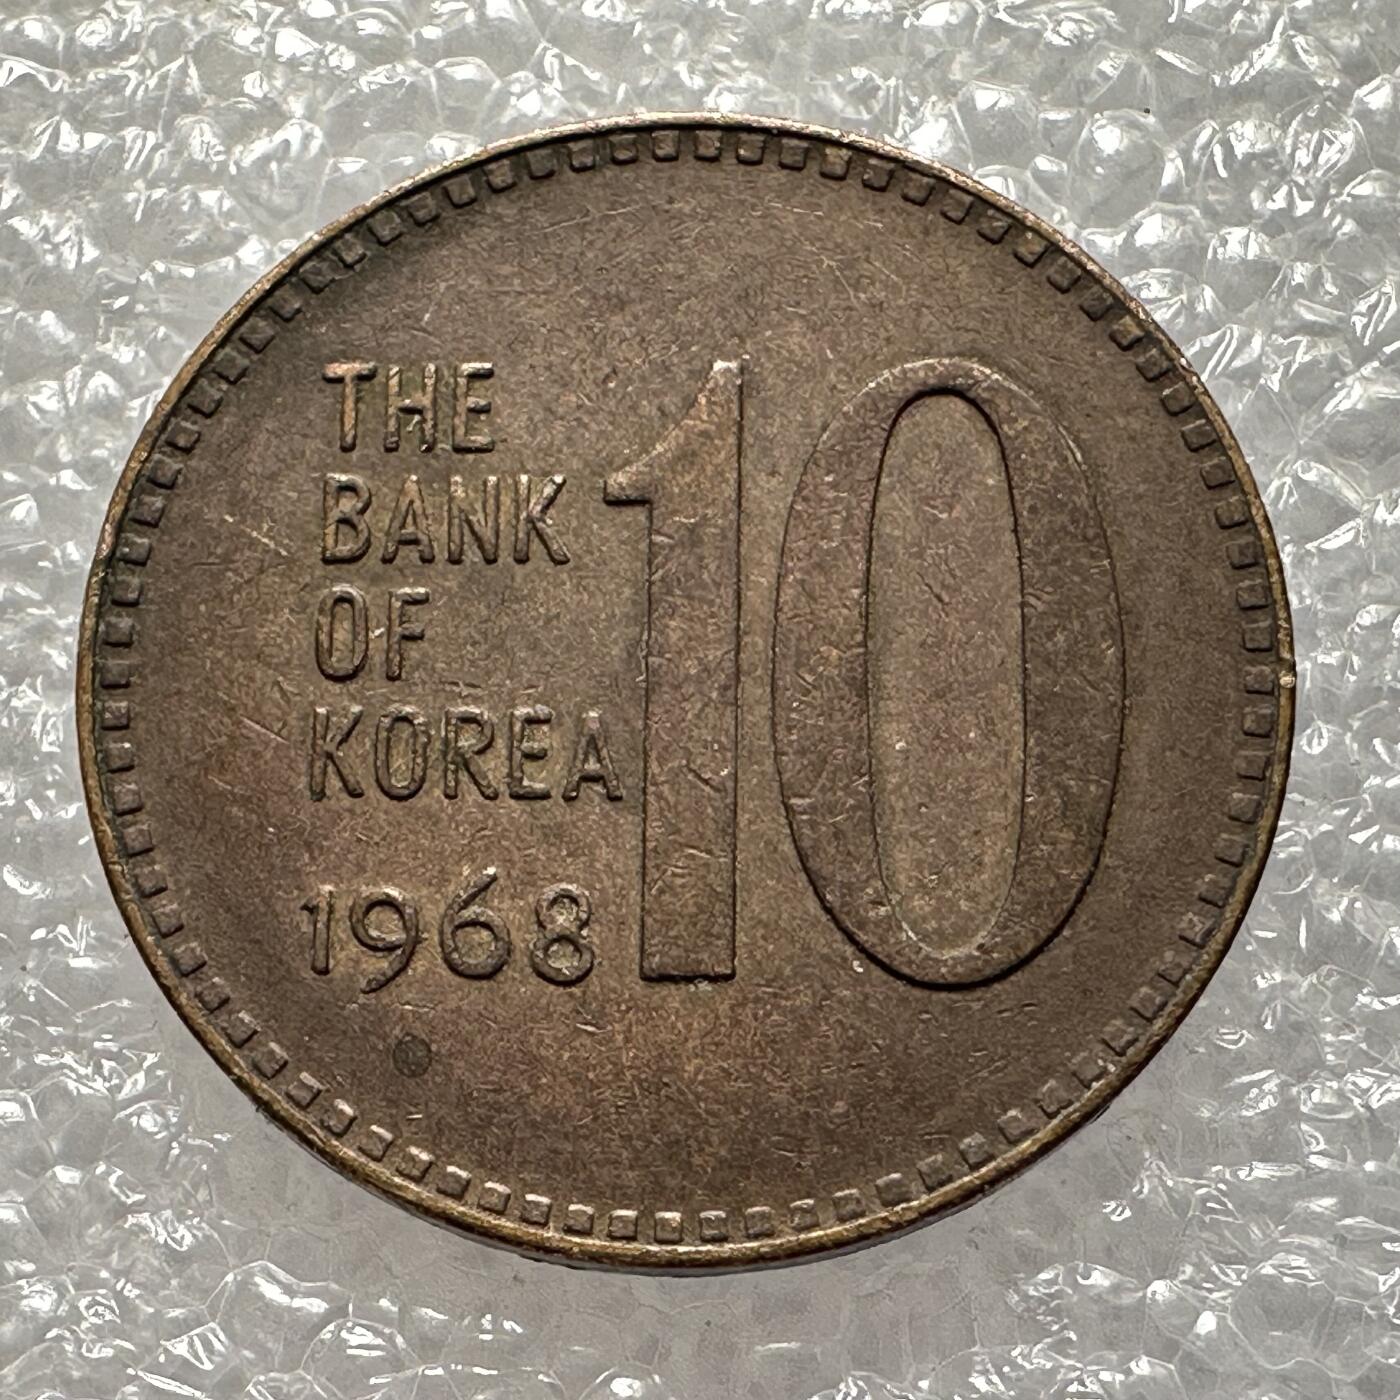 THE
BANK
OF
KOREA
1968
10